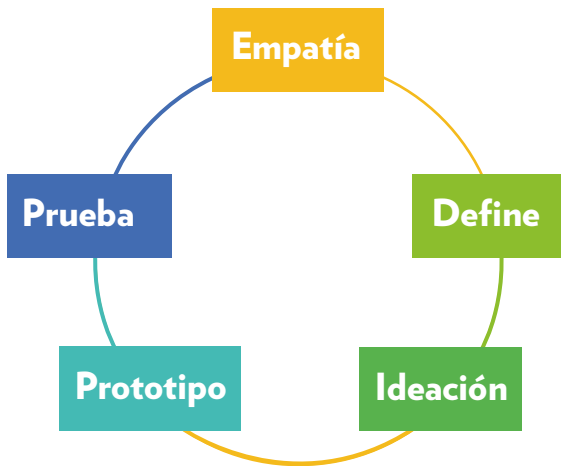 Empatía
Define
Ideación
Prototipo
Prueba